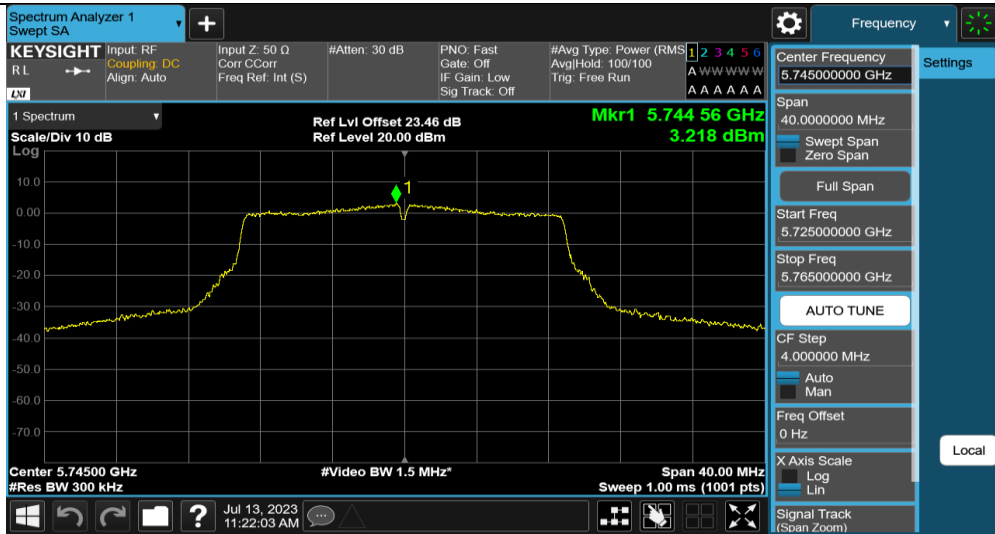 Spectrum Analyzer 1
Swept SA
Frequency
KEYSIGHT
R L
LXI
Input: RF
Coupling: DC
Align: Auto
Input Z: 50 Ω
Corr CCorr
Freq Ref: Int (S)
#Atten: 30 dB
PNO: Fast
Gate: Off
IF Gain: Low
Sig Track: Off
#Avg Type: Power (RMS
Avg|Hold: 100/100
Trig: Free Run
1 2 3 4 5 6
A W W W W W
A A A A A A
1 Spectrum
Scale/Div 10 dB
Log
Ref Lvl Offset 23.46 dB
Ref Level 20.00 dBm
Mkr1 5.744 56 GHz
3.218 dBm
1
10.0
0.00
-10.0
-20.0
-30.0
-40.0
-50.0
-60.0
-70.0
Center 5.74500 GHz
#Res BW 300 kHz
#Video BW 1.5 MHz*
Span 40.00 MHz
Sweep 1.00 ms (1001 pts)
?
Jul 13, 2023
11:22:03 AM
Center Frequency
5.745000000 GHz
Span
40.0000000 MHz
Swept Span
Zero Span
Full Span
Start Freq
5.725000000 GHz
Stop Freq
5.765000000 GHz
AUTO TUNE
CF Step
4.000000 MHz
Auto
Man
Freq Offset
0 Hz
X Axis Scale
Log
Lin
Signal Track
(Span Zoom)
Settings
Local